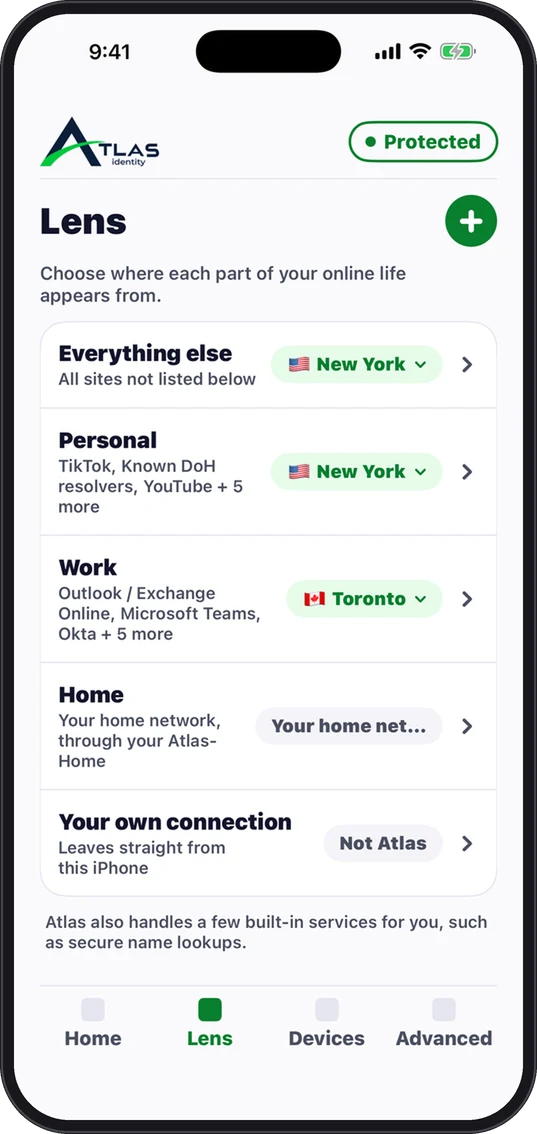 9:41
ATLAS
identity
Protected
Lens
Choose where each part of your online life
appears from.
Everything else
All sites not listed below
New York
Personal
TikTok, Known DoH
resolvers, YouTube + 5
more
New York
Work
Outlook / Exchange
Online, Microsoft Teams,
Okta + 5 more
Toronto
Home
Your home network,
through your Atlas-
Home
Your home net...
Your own connection
Leaves straight from
this iPhone
Not Atlas
Atlas also handles a few built-in services for you, such
as secure name lookups.
Home
Lens
Devices
Advanced